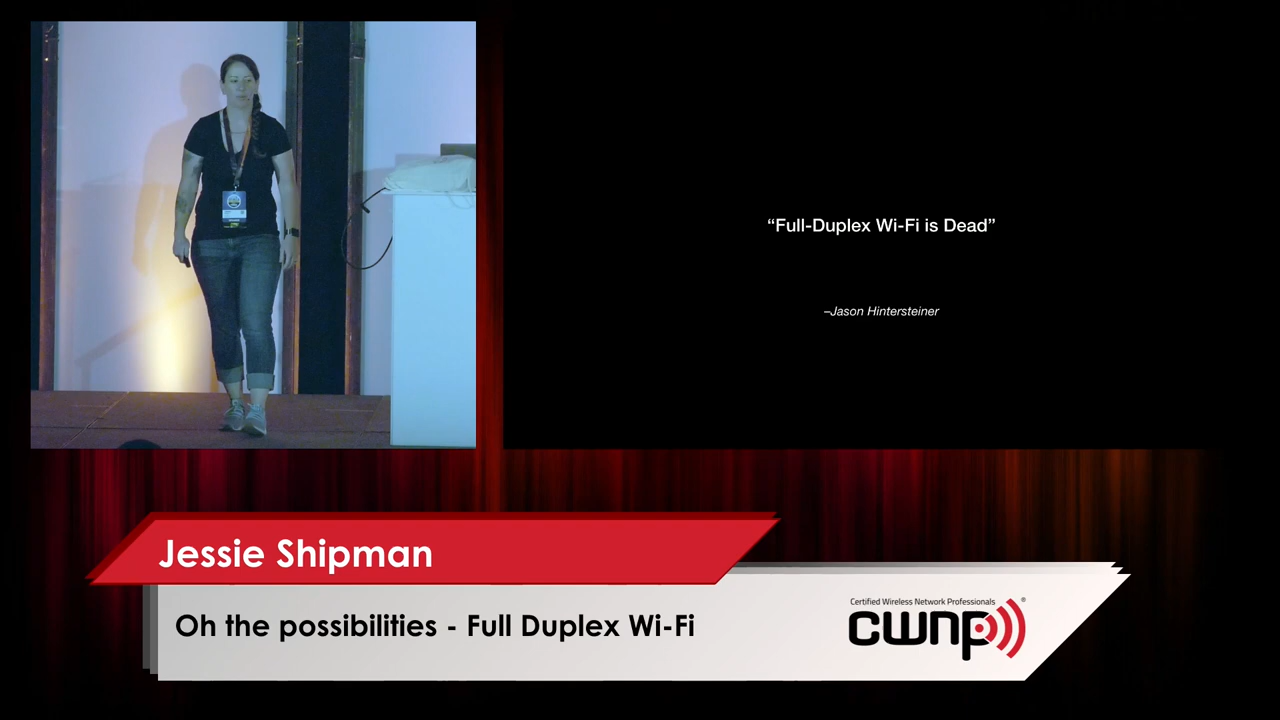 “Full-Duplex Wi-Fi is Dead”
–Jason Hintersteiner
Jessie Shipman
Oh the possibilities - Full Duplex Wi-Fi
Certified Wireless Network Professionals
cwnp®